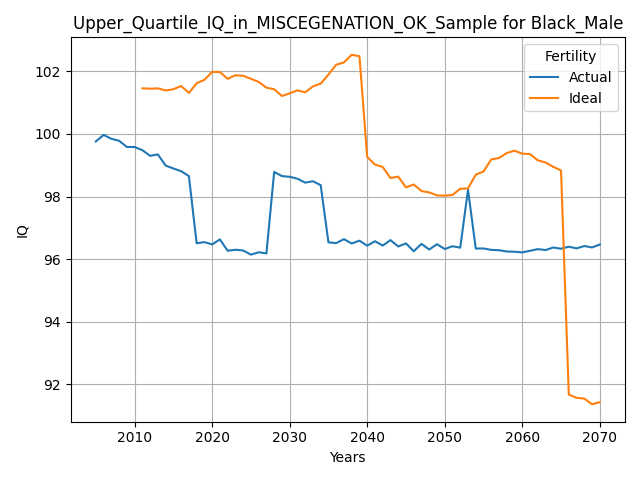 Upper_Quartile_IQ_in_MISCEGENATION_OK_Sample for Black_Male
Fertility
Actual
Ideal
IQ
102
100
98
96
94
92
2010 2020 2030 2040 2050 2060 2070
Years